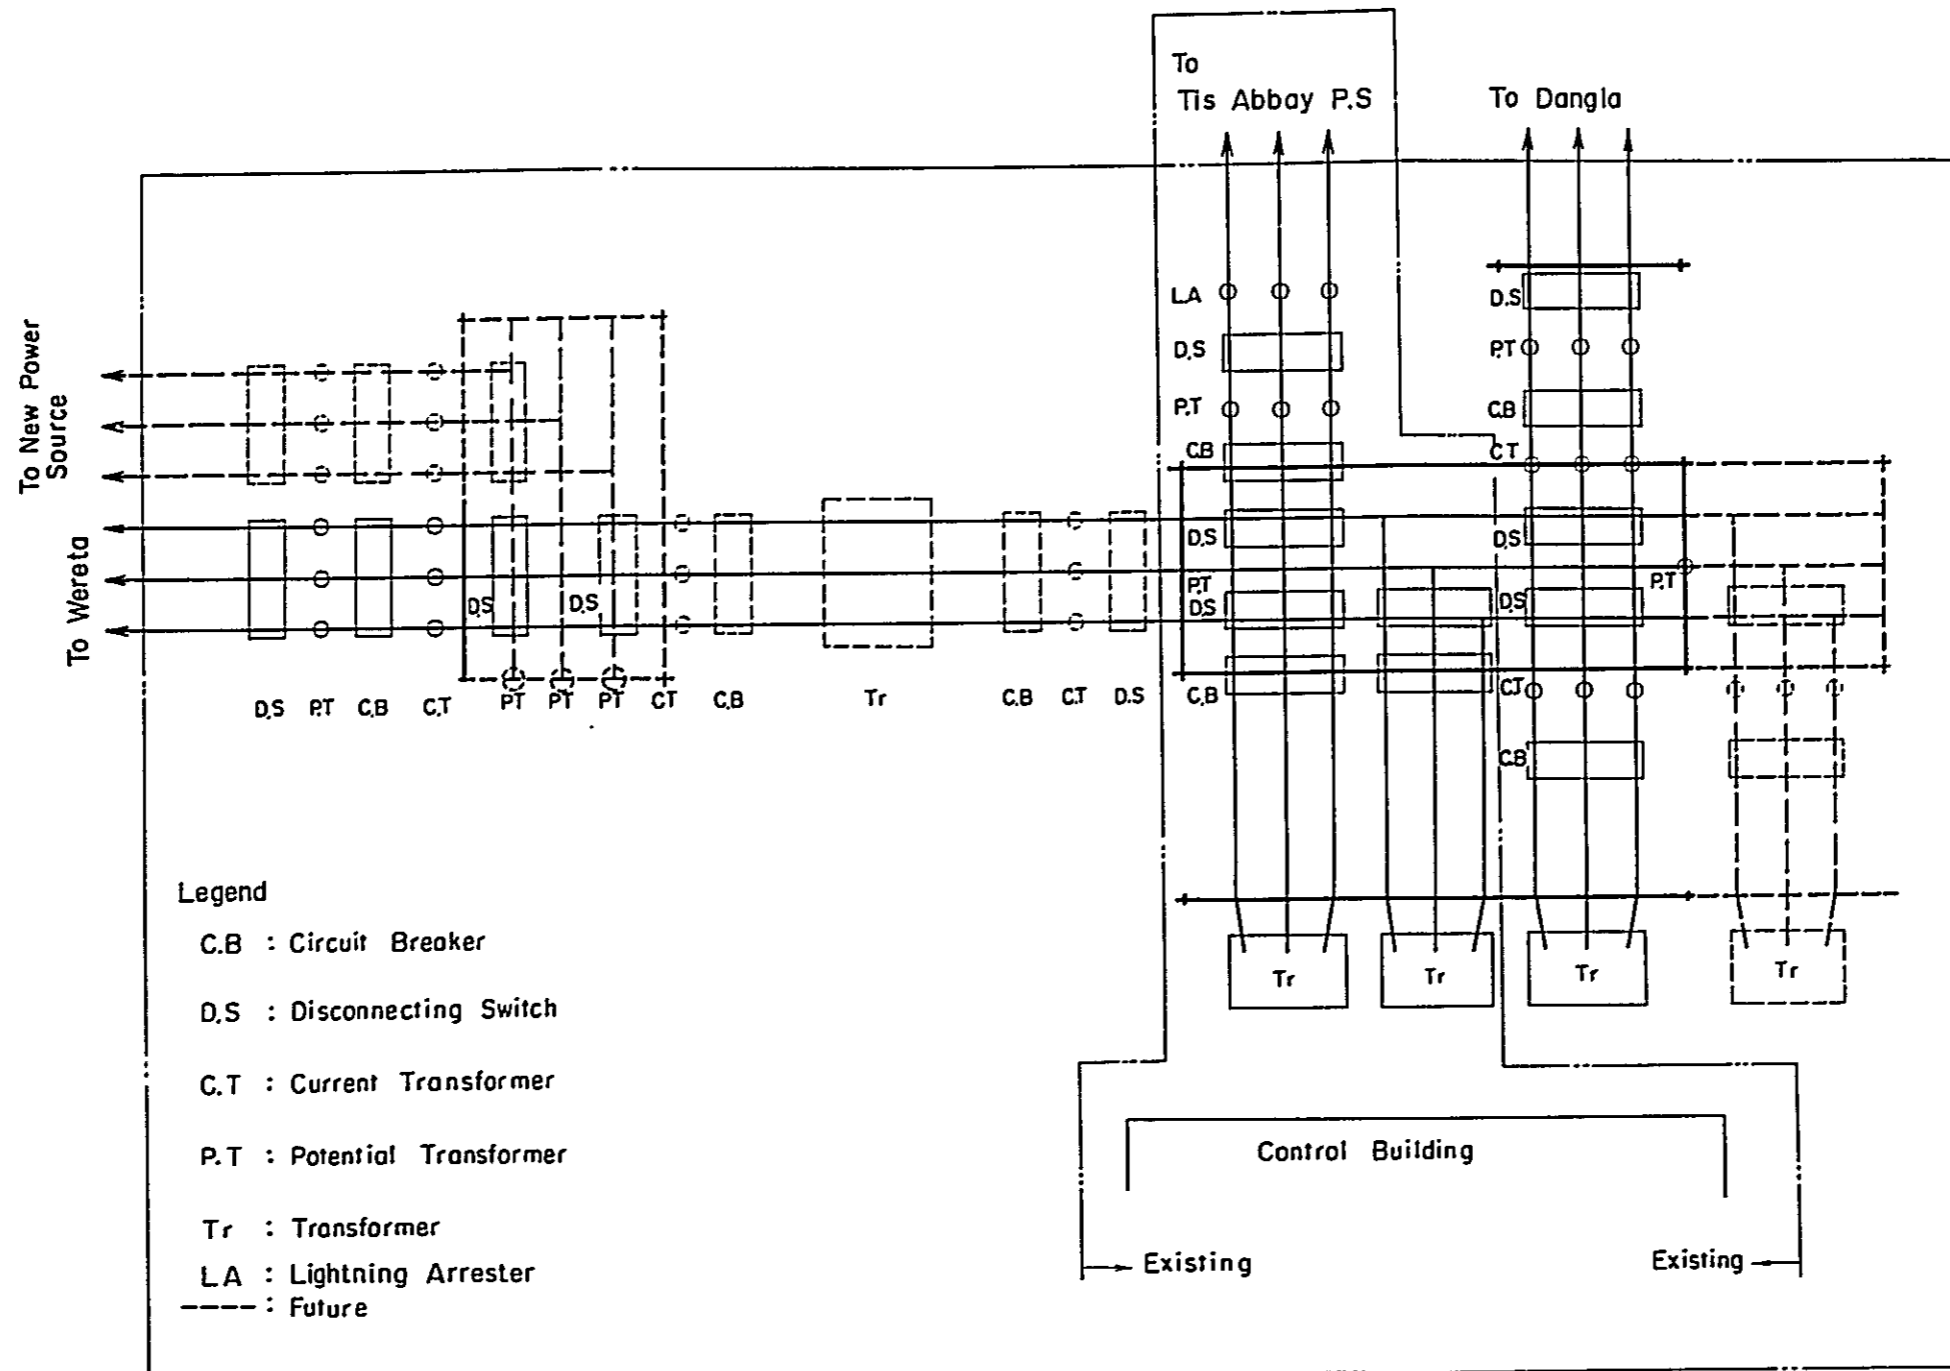 To
Tis Abbay P.S
To Dangla
To New Power
Source
To Wereta
L.A
D.S
P.T
C.B
D.S
P.T
D.S
C.B
D.S
P.T
C.B
C.T
D.S
P.T
D.S
C.T
C.B
D.S
D.S
D.S
P.T
C.B
C.T
PT
PT
PT
CT
C.B
Tr
C.B
C.T
D.S
Tr
Tr
Tr
Tr
Legend
C.B : Circuit Breaker
D.S : Disconnecting Switch
C.T : Current Transformer
P.T : Potential Transformer
Tr : Transformer
L A : Lightning Arrester
---- : Future
Control Building
Existing
Existing